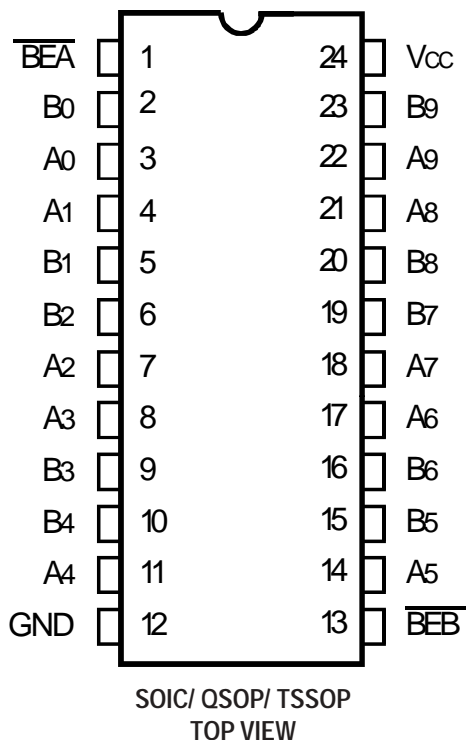 B̅E̅A̅ 1 24 VCC
B0 2 23 B9
A0 3 22 A9
A1 4 21 A8
B1 5 20 B8
B2 6 19 B7
A2 7 18 A7
A3 8 17 A6
B3 9 16 B6
B4 10 15 B5
A4 11 14 A5
GND 12 13 B̅E̅B̅
SOIC/ QSOP/ TSSOP
TOP VIEW